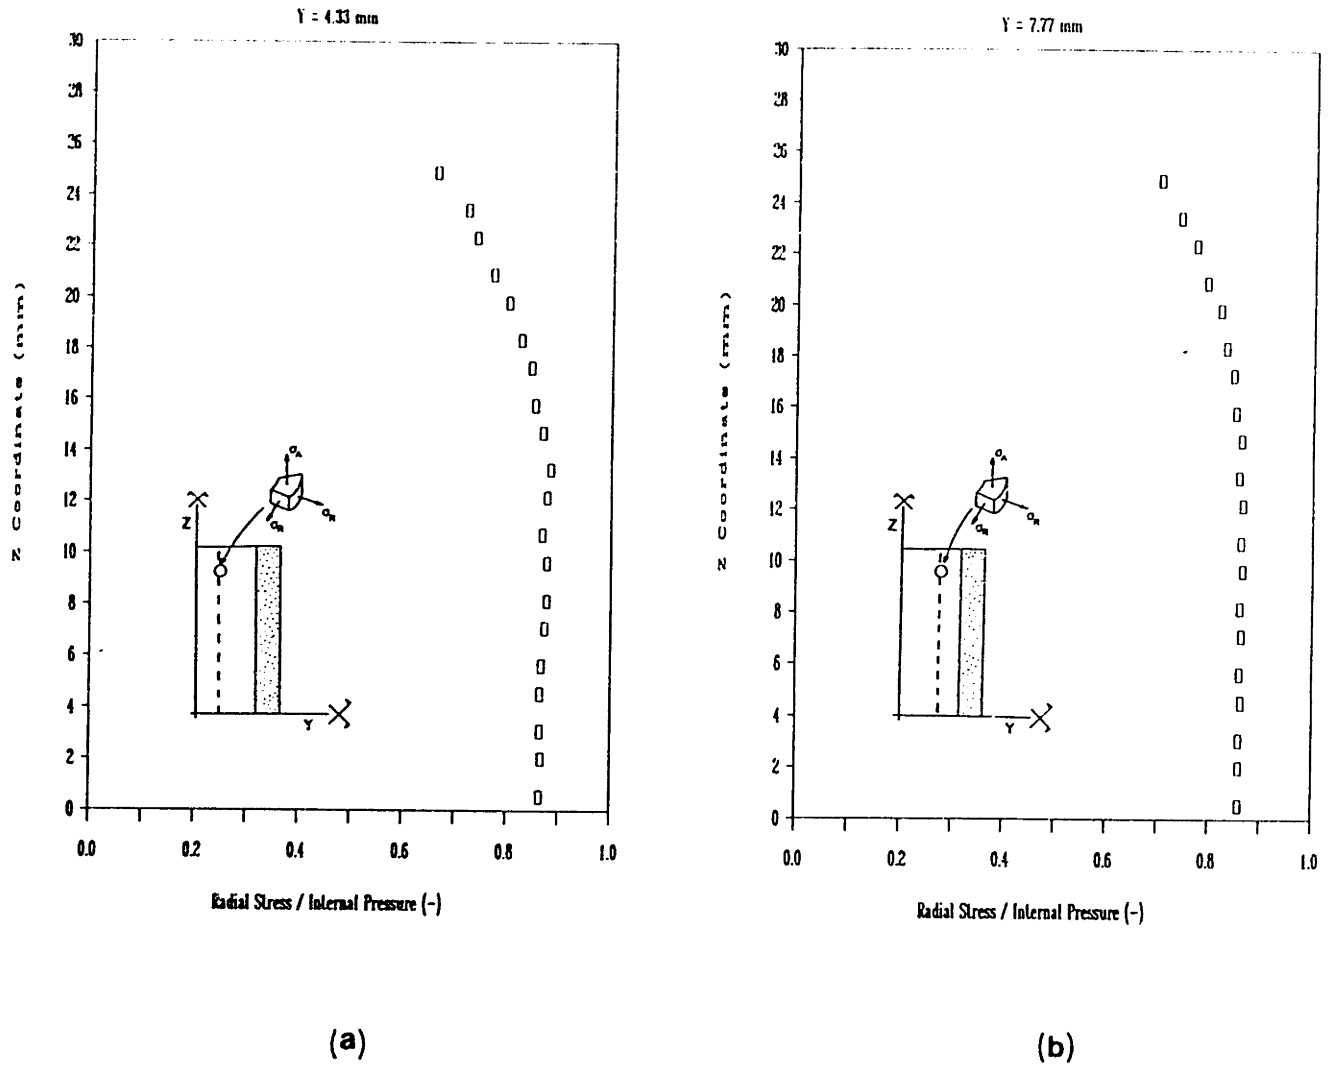 Y = 4.33 mm
30
28
26
24
22
20
18
16
14
12
10
8
6
4
2
0
Z Coordinate (mm)
σA
σR
σR
Z
Y
0.0 0.2 0.4 0.6 0.8 1.0
Radial Stress / Internal Pressure (-)
(a)
Y = 7.77 mm
30
28
26
24
22
20
18
16
14
12
10
8
6
4
2
0
Z Coordinate (mm)
σA
σR
σR
Z
Y
0.0 0.2 0.4 0.6 0.8 1.0
Radial Stress / Internal Pressure (-)
(b)